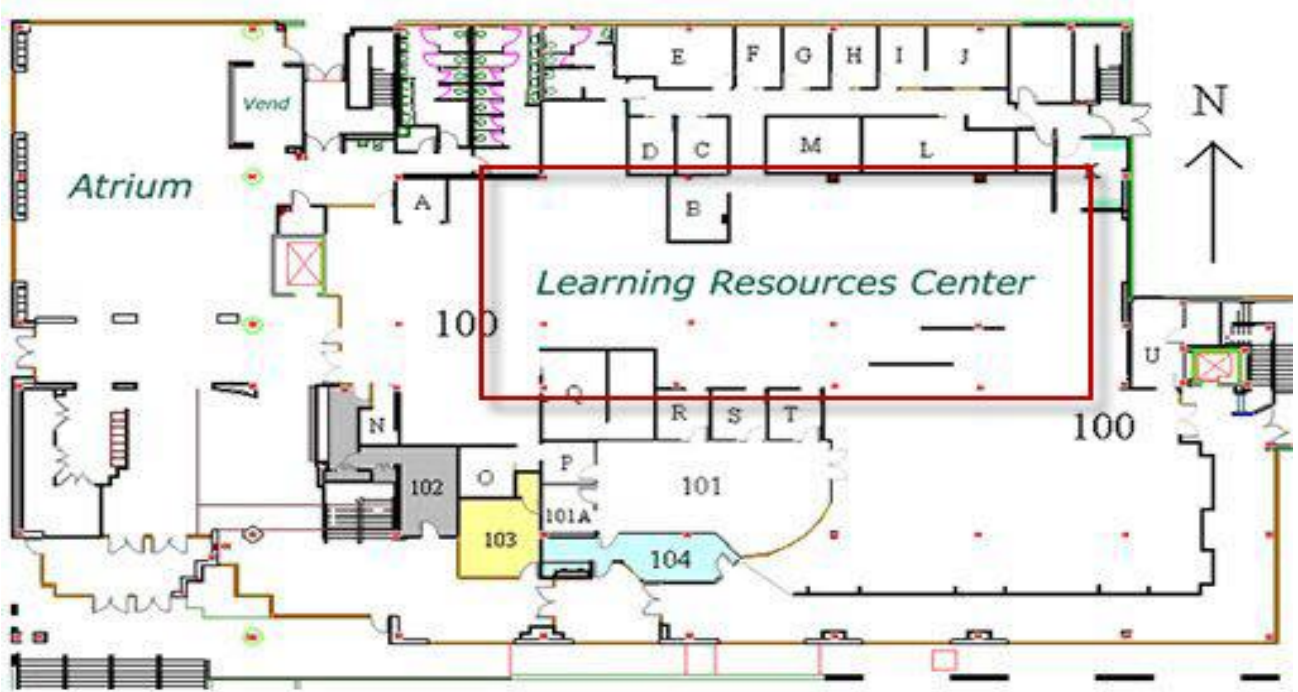 E F G H I J
N
Vend
D C M L
Atrium
A
B
Learning Resources Center
100
U
Q
R S T
N
100
P
O
102
101
101A
103
104